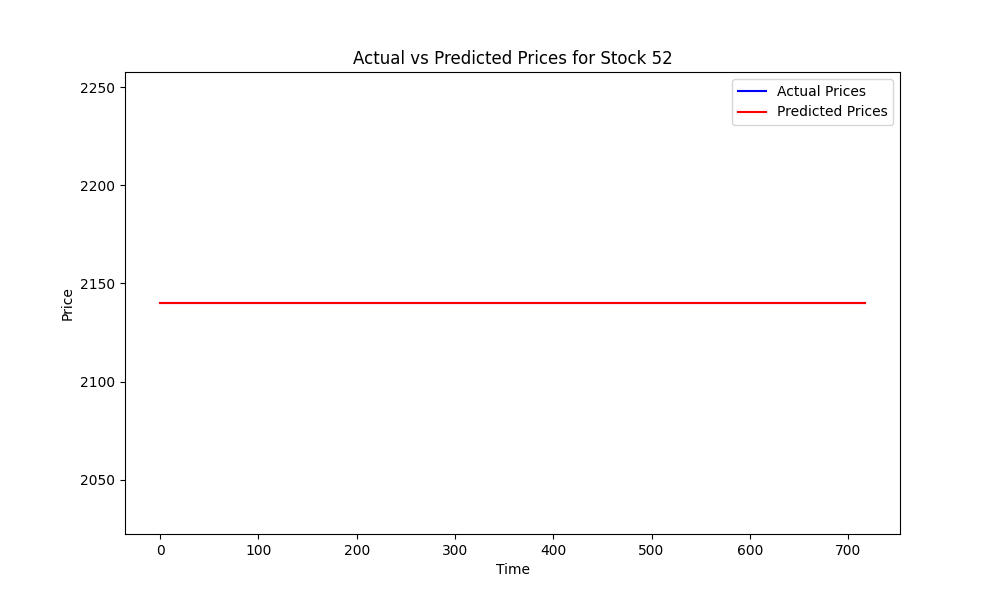 Actual vs Predicted Prices for Stock 52
Actual Prices
Predicted Prices
2250
2200
2150
2100
2050
Price
0 100 200 300 400 500 600 700
Time